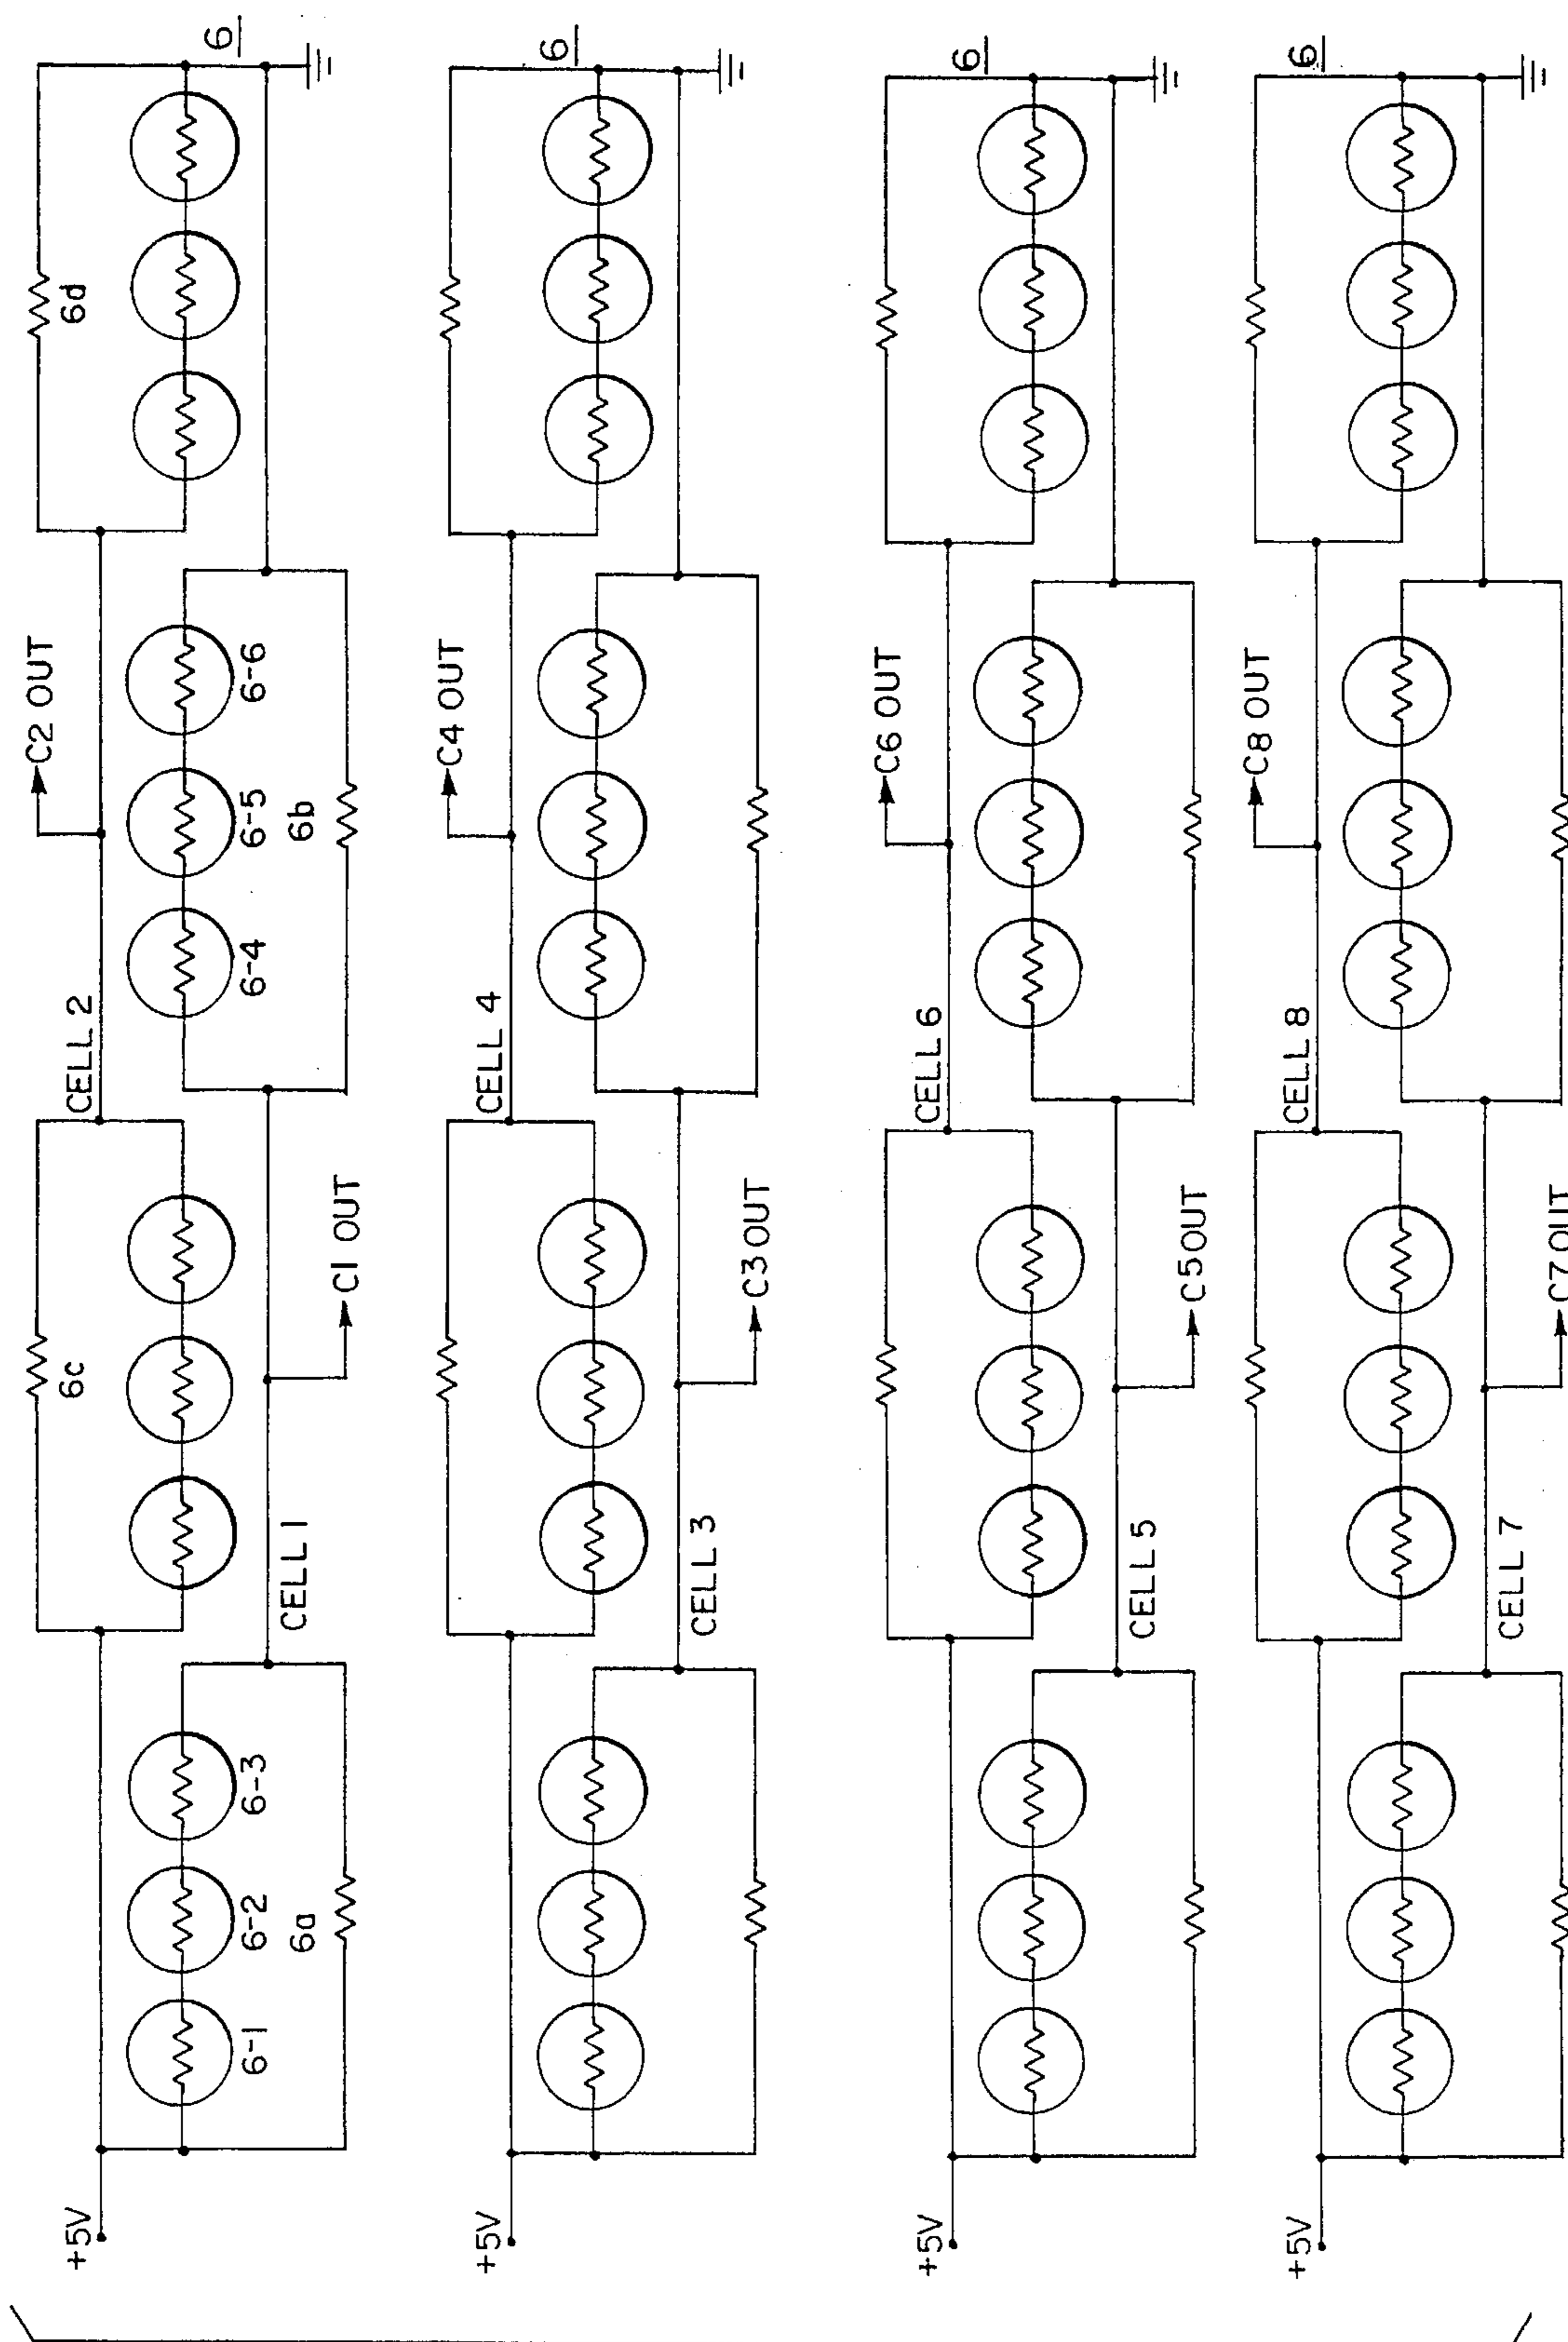 +5V
6-1
6-2
6-3
6a
CELL 1
C1 OUT
6c
CELL 2
C2 OUT
6-4
6-5
6-6
6b
6d
6
+5V
CELL 3
C3 OUT
CELL 4
C4 OUT
6
+5V
CELL 5
C5 OUT
CELL 6
C6 OUT
6
+5V
CELL 7
C7 OUT
CELL 8
C8 OUT
6